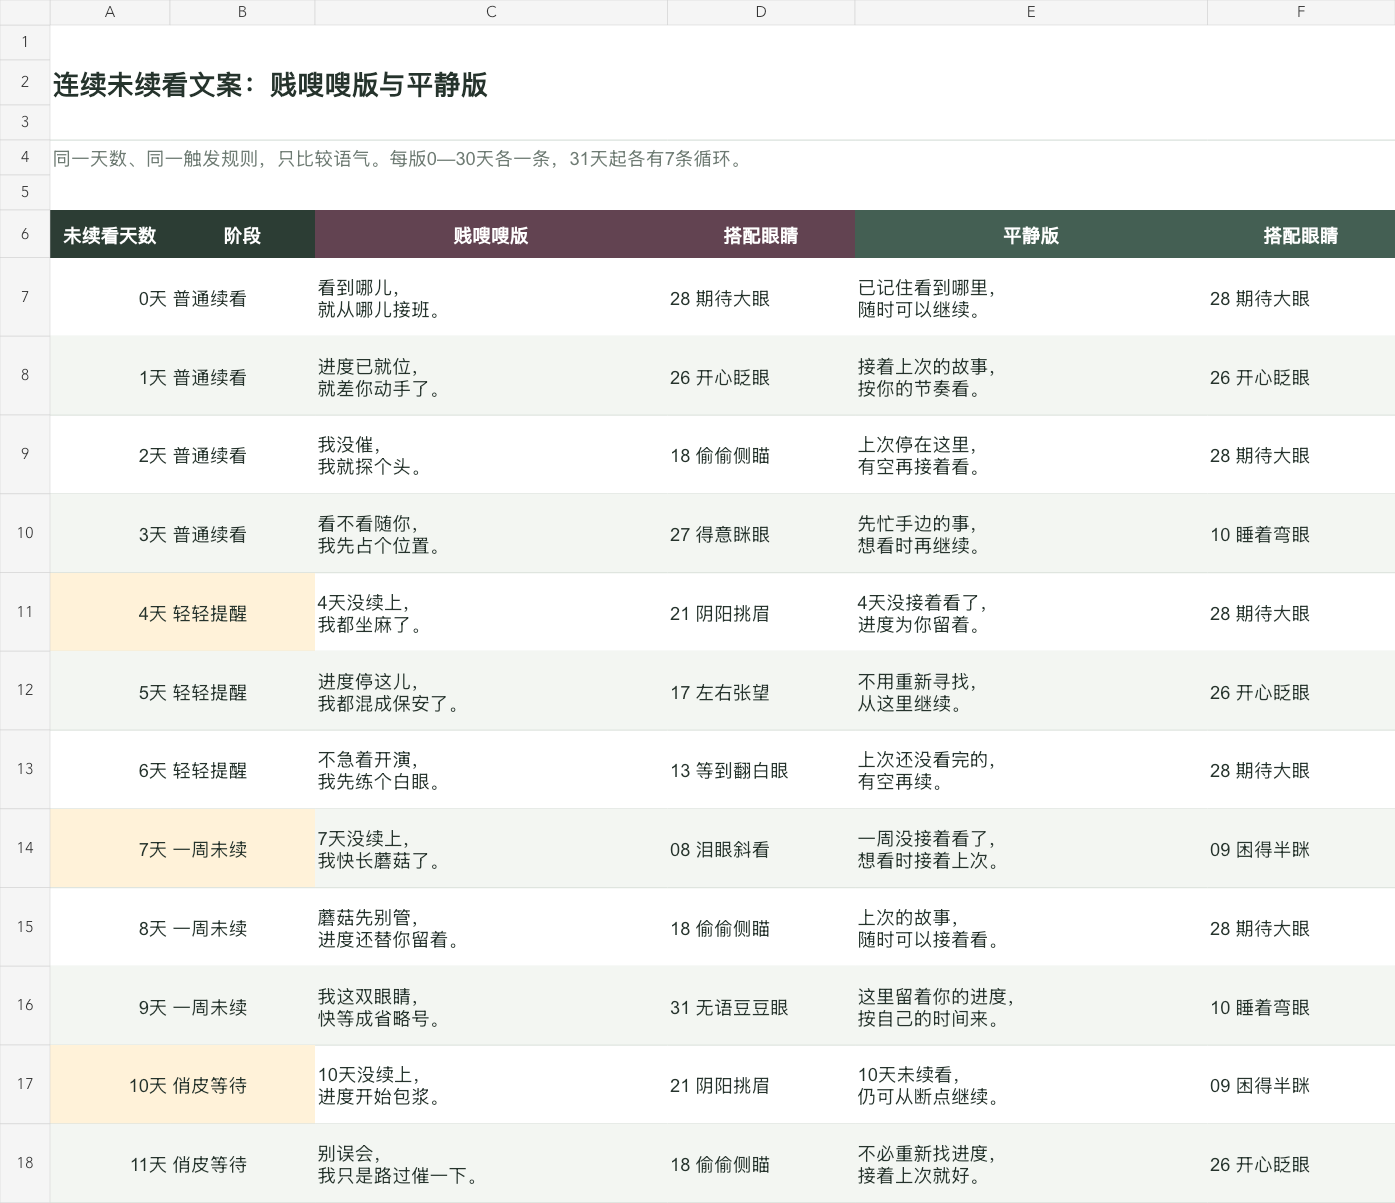 A B C D E F
1
2 连续未续看文案：贱嗖嗖版与平静版
3
4 同一天数、同一触发规则，只比较语气。每版0—30天各一条，31天起各有7条循环。
5
6 未续看天数 阶段 贱嗖嗖版 搭配眼睛 平静版 搭配眼睛
7 0天 普通续看 看到哪儿， 28 期待大眼 已记住看到哪里， 28 期待大眼
就从哪儿接班。 随时可以继续。
8 1天 普通续看 进度已就位， 26 开心眨眼 接着上次的故事， 26 开心眨眼
就差你动手了。 按你的节奏看。
9 2天 普通续看 我没催， 18 偷偷侧瞄 上次停在这里， 28 期待大眼
我就探个头。 有空再接着看。
10 3天 普通续看 看不看随你， 27 得意眯眼 先忙手边的事， 10 睡着弯眼
我先占个位置。 想看时再继续。
11 4天 轻轻提醒 4天没续上， 21 阴阳挑眉 4天没接着看了， 28 期待大眼
我都坐麻了。 进度为你留着。
12 5天 轻轻提醒 进度停这儿， 17 左右张望 不用重新寻找， 26 开心眨眼
我都混成保安了。 从这里继续。
13 6天 轻轻提醒 不急着开演， 13 等到翻白眼 上次还没看完的， 28 期待大眼
我先练个白眼。 有空再续。
14 7天 一周未续 7天没续上， 08 泪眼斜看 一周没接着看了， 09 困得半眯
我快长蘑菇了。 想看时接着上次。
15 8天 一周未续 蘑菇先别管， 18 偷偷侧瞄 上次的故事， 28 期待大眼
进度还替你留着。 随时可以接着看。
16 9天 一周未续 我这双眼睛， 31 无语豆豆眼 这里留着你的进度， 10 睡着弯眼
快等成省略号。 按自己的时间来。
17 10天 俏皮等待 10天没续上， 21 阴阳挑眉 10天未续看， 09 困得半眯
进度开始包浆。 仍可从断点继续。
18 11天 俏皮等待 别误会， 18 偷偷侧瞄 不必重新找进度， 26 开心眨眼
我只是路过催一下。 接着上次就好。